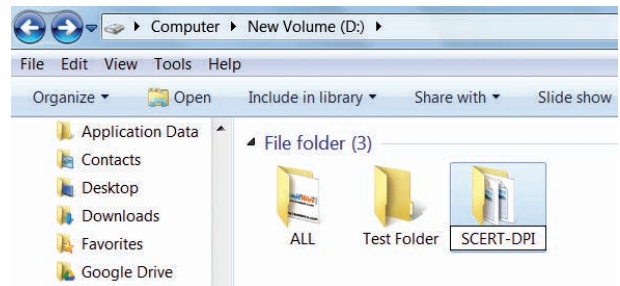 Computer New Volume (D:)
File Edit View Tools Help
Organize Open Include in library Share with Slide show
Application Data
Contacts
Desktop
Downloads
Favorites
Google Drive
File folder (3)
ALL Test Folder SCERT-DPI